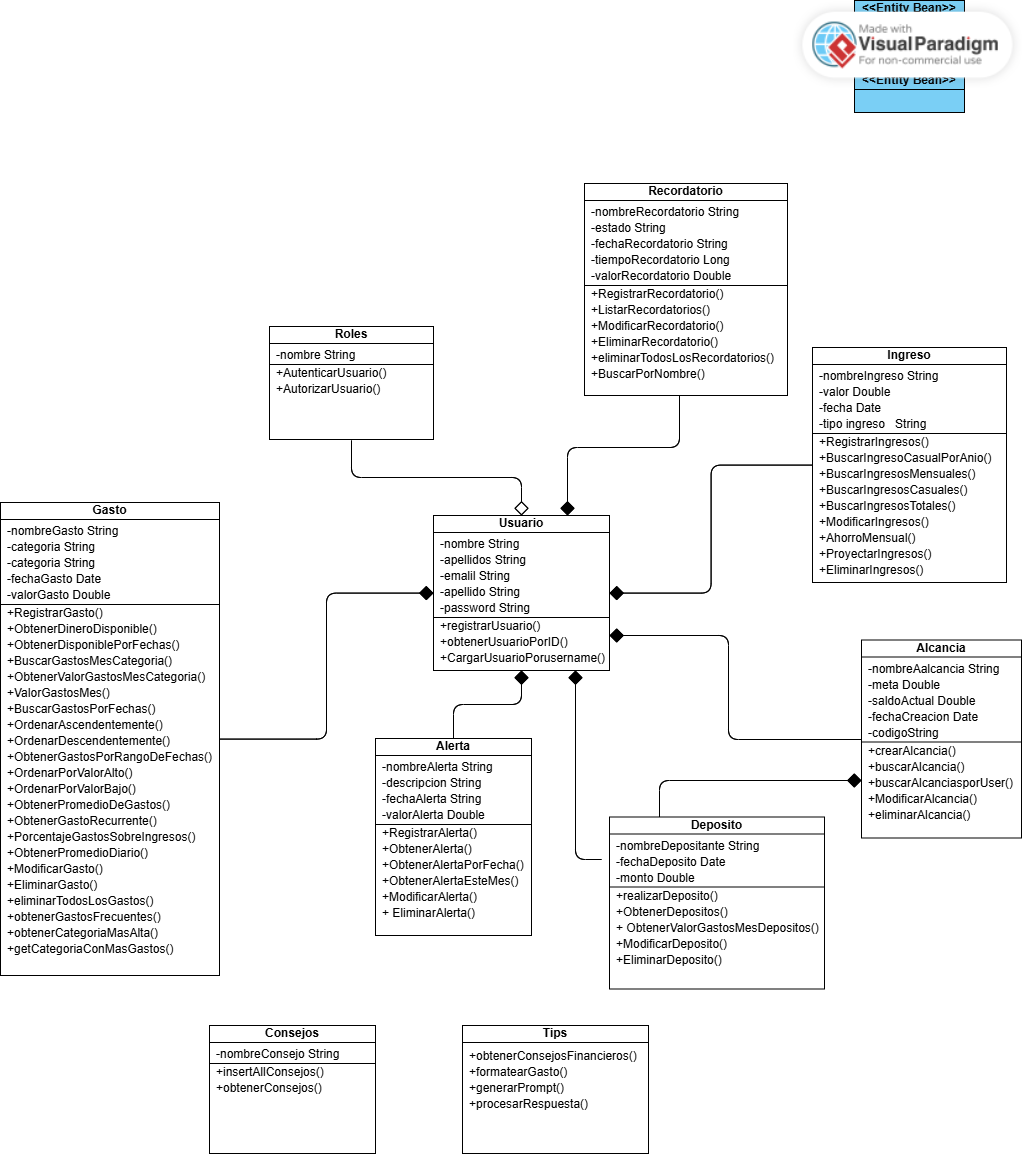 <<Entity Bean>>
Made with
Visual Paradigm
For non-commercial use
<<Entity Bean>>
Recordatorio
-nombreRecordatorio String
-estado String
-fechaRecordatorio String
-tiempoRecordatorio Long
-valorRecordatorio Double
+RegistrarRecordatorio()
+ListarRecordatorios()
+ModificarRecordatorio()
+EliminarRecordatorio()
+eliminarTodosLosRecordatorios()
+BuscarPorNombre()
Roles
-nombre String
+AutenticarUsuario()
+AutorizarUsuario()
Ingreso
-nombreIngreso String
-valor Double
-fecha Date
-tipo ingreso   String
+RegistrarIngresos()
+BuscarIngresoCasualPorAnio()
+BuscarIngresosMensuales()
+BuscarIngresosCasuales()
+BuscarIngresosTotales()
+ModificarIngresos()
+AhorroMensual()
+ProyectarIngresos()
+EliminarIngresos()
Gasto
-nombreGasto String
-categoria String
-categoria String
-fechaGasto Date
-valorGasto Double
+RegistrarGasto()
+ObtenerDineroDisponible()
+ObtenerDisponiblePorFechas()
+BuscarGastosMesCategoria()
+ObtenerValorGastosMesCategoria()
+ValorGastosMes()
+BuscarGastosPorFechas()
+OrdenarAscendentemente()
+OrdenarDescendentemente()
+ObtenerGastosPorRangoDeFechas()
+OrdenarPorValorAlto()
+OrdenarPorValorBajo()
+ObtenerPromedioDeGastos()
+ObtenerGastoRecurrente()
+PorcentajeGastosSobreIngresos()
+ObtenerPromedioDiario()
+ModificarGasto()
+EliminarGasto()
+eliminarTodosLosGastos()
+obtenerGastosFrecuentes()
+obtenerCategoriaMasAlta()
+getCategoriaConMasGastos()
Usuario
-nombre String
-apellidos String
-emalil String
-apellido String
-password String
+registrarUsuario()
+obtenerUsuarioPorID()
+CargarUsuarioPorusername()
Alcancia
-nombreAalcancia String
-meta Double
-saldoActual Double
-fechaCreacion Date
-codigoString
+crearAlcancia()
+buscarAlcancia()
+buscarAlcanciasporUser()
+ModificarAlcancia()
+eliminarAlcancia()
Alerta
-nombreAlerta String
-descripcion String
-fechaAlerta String
-valorAlerta Double
+RegistrarAlerta()
+ObtenerAlerta()
+ObtenerAlertaPorFecha()
+ObtenerAlertaEsteMes()
+ModificarAlerta()
+ EliminarAlerta()
Deposito
-nombreDepositante String
-fechaDeposito Date
-monto Double
+realizarDeposito()
+ObtenerDepositos()
+ ObtenerValorGastosMesDepositos()
+ModificarDeposito()
+EliminarDeposito()
Consejos
-nombreConsejo String
+insertAllConsejos()
+obtenerConsejos()
Tips
+obtenerConsejosFinancieros()
+formatearGasto()
+generarPrompt()
+procesarRespuesta()